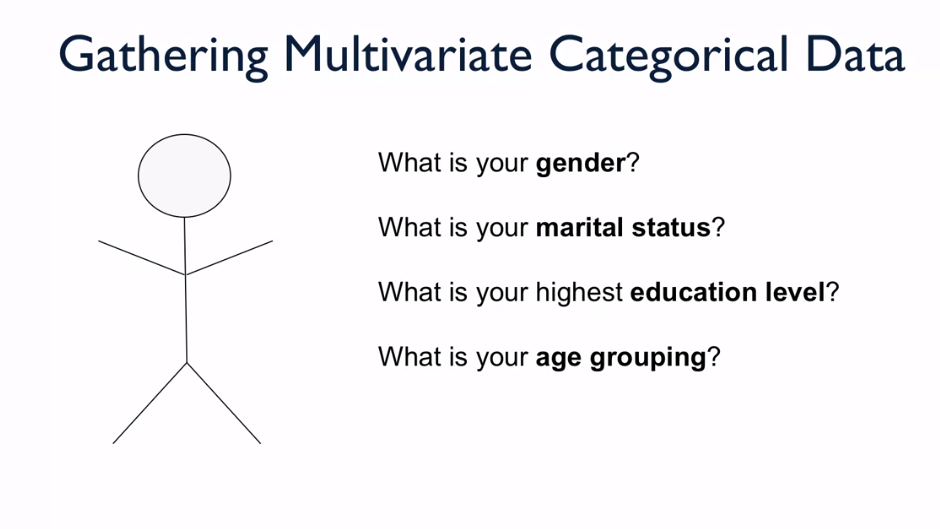 Gathering Multivariate Categorical Data
What is your gender?
What is your marital status?
What is your highest education level?
What is your age grouping?